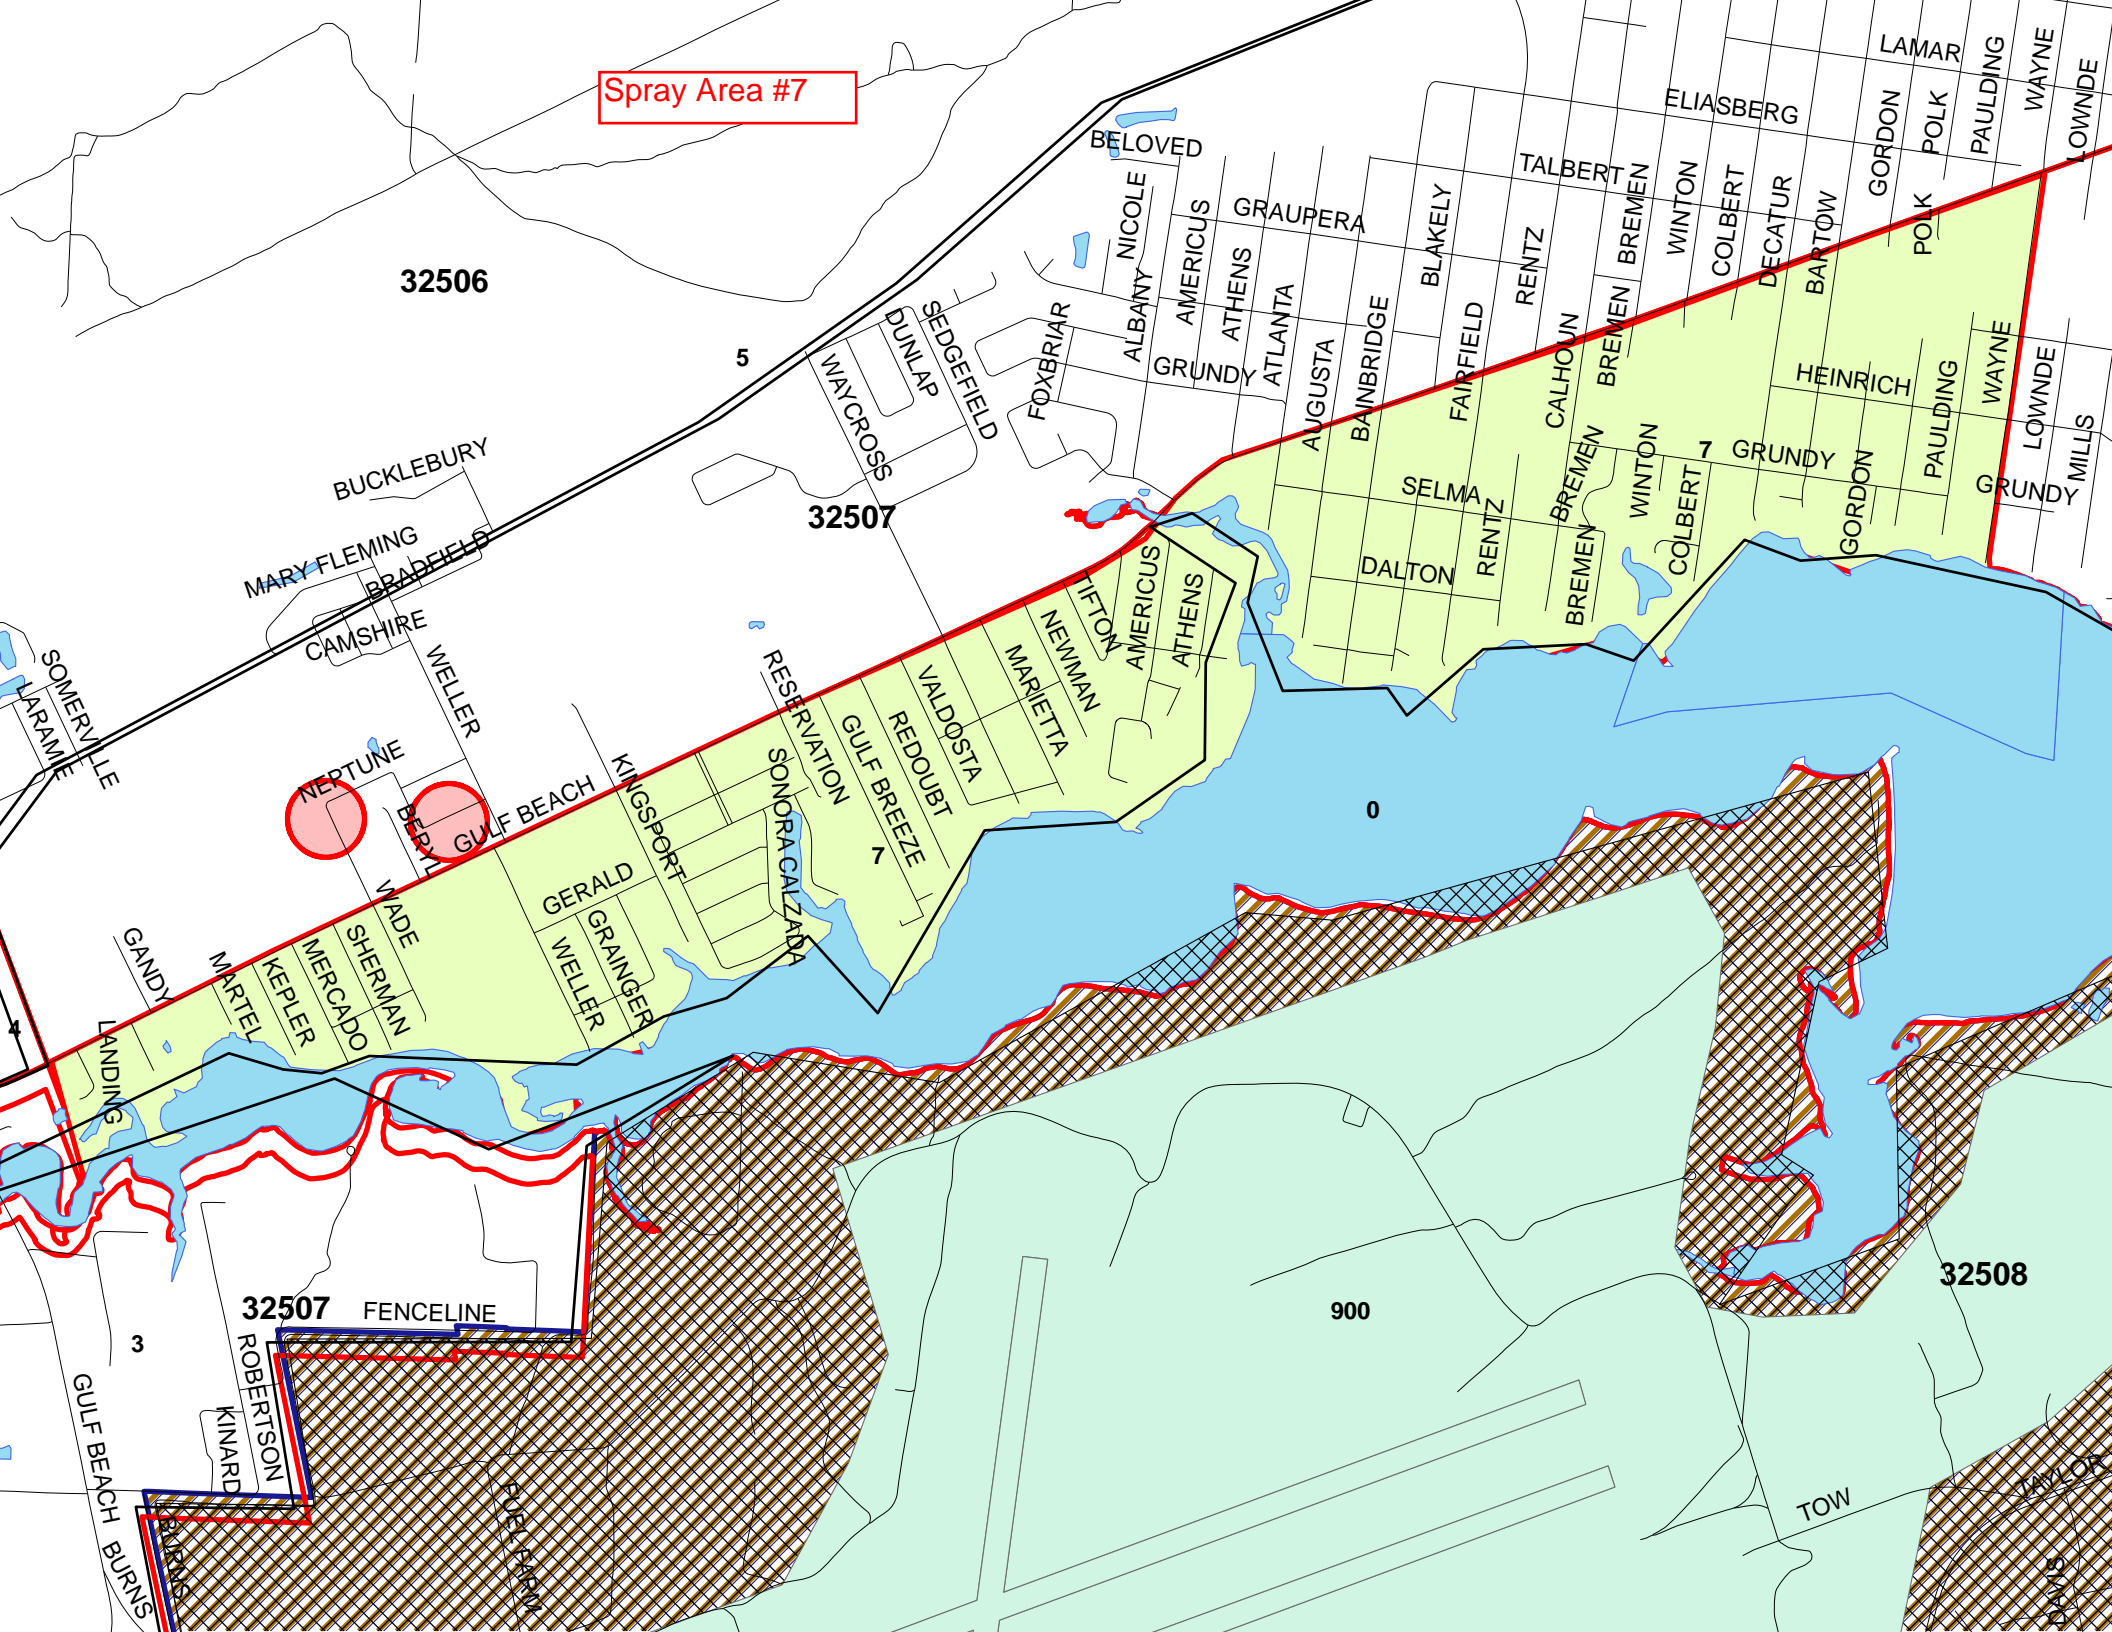 Spray Area #7
LAMAR
PAULDING
WAYNE
LOWNDE
ELIASBERG
GORDON
POLK
BELOVED
TALBERT
BREMEN
WINTON
COLBERT
DECATUR
BARTOW
POLK
NICOLE
AMERICUS
GRAUPERA
BLAKELY
RENTZ
32506
ALBANY
ATHENS
ATLANTA
FOXBRIAR
DUNLAP
SEDGEFIELD
AUGUSTA
BAINBRIDGE
FAIRFIELD
CALHOUN
BREMEN
5
WAYCROSS
GRUNDY
HEINRICH
WAYNE
LOWNDE
PAULDING
MILLS
BUCKLEBURY
SELMA
BREMEN
WINTON
7
GRUNDY
COLBERT
GORDON
GRUNDY
32507
RENTZ
MARY FLEMING
BRADFIELD
CAMSHIRE
DALTON
BREMEN
TIFTON
AMERICUS
ATHENS
NEWMAN
MARIETTA
VALDOSTA
SOMERVILLE
LARAMIE
WELLER
RESERVATION
GULF BREEZE
REDOUBT
NEPTUNE
BERYL
GULF BEACH
KINGSPORT
SONORA CALZADA
7
0
GERALD
WADE
GRAINGER
WELLER
GANDY
MARTEL
KEPLER
MERCADO
SHERMAN
4
LANDING
32507
FENCELINE
3
ROBERTSON
KINARD
GULF BEACH
BURNS
BURNS
FUEL FARM
900
32508
TOW
TAYLOR
DAVIS